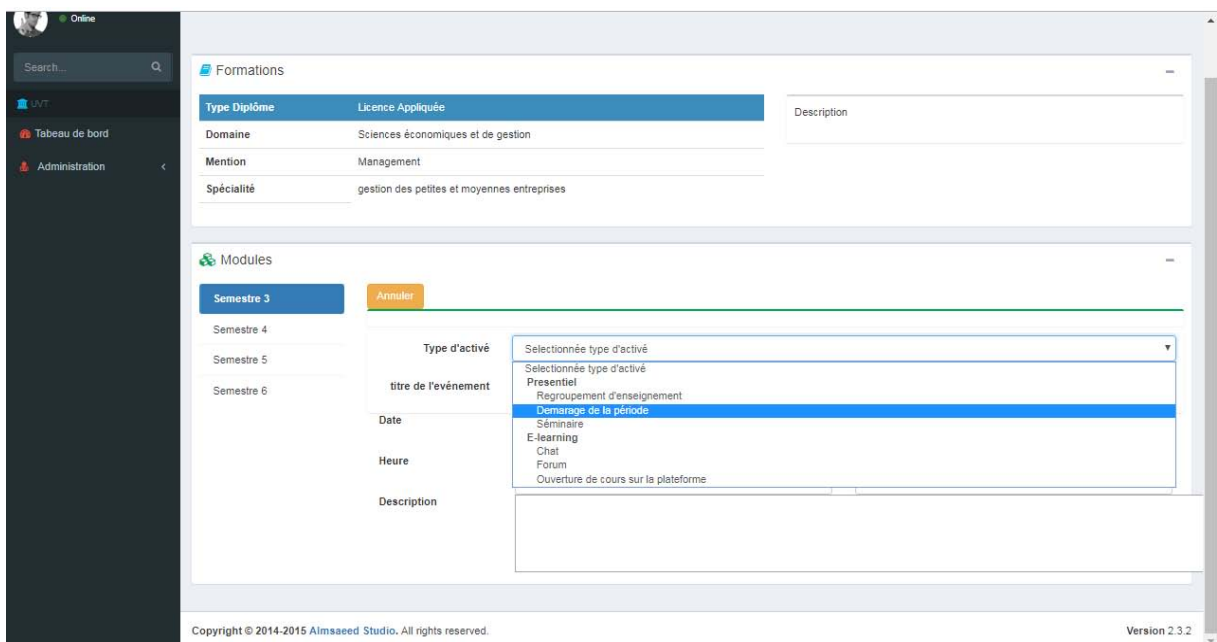 Online
Search...
UVT
Tabeau de bord
Administration
Formations
Type Diplôme Licence Appliquée
Domaine Sciences économiques et de gestion
Mention Management
Spécialité gestion des petites et moyennes entreprises
Description
Modules
Semestre 3
Semestre 4
Semestre 5
Semestre 6
Annuler
Type d'activé Selectionnée type d'activé
Selectionnée type d'activé
Presentiel
Regroupement d'enseignement
Demarage de la période
Séminaire
E-learning
Chat
Forum
Ouverture de cours sur la plateforme
titre de l'evénement
Date
Heure
Description
Copyright © 2014-2015 Almsaeed Studio. All rights reserved. Version 2.3.2